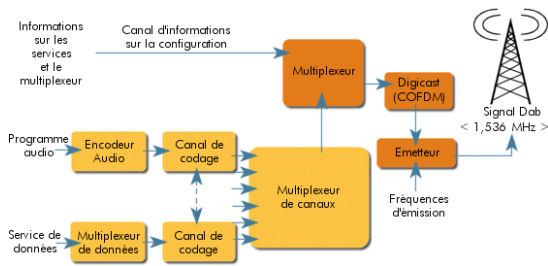 Informations
sur les
services
et le
multiplexeur
Canal d'informations
sur la configuration
Multiplexeur
Digicast
(COFDM)
Signal Dab
< 1,536 MHz >
Programme
audio
Encodeur
Audio
Canal de
codage
Multiplexeur
de canaux
Emetteur
Fréquences
d'émission
Service de
données
Multiplexeur
de données
Canal de
codage